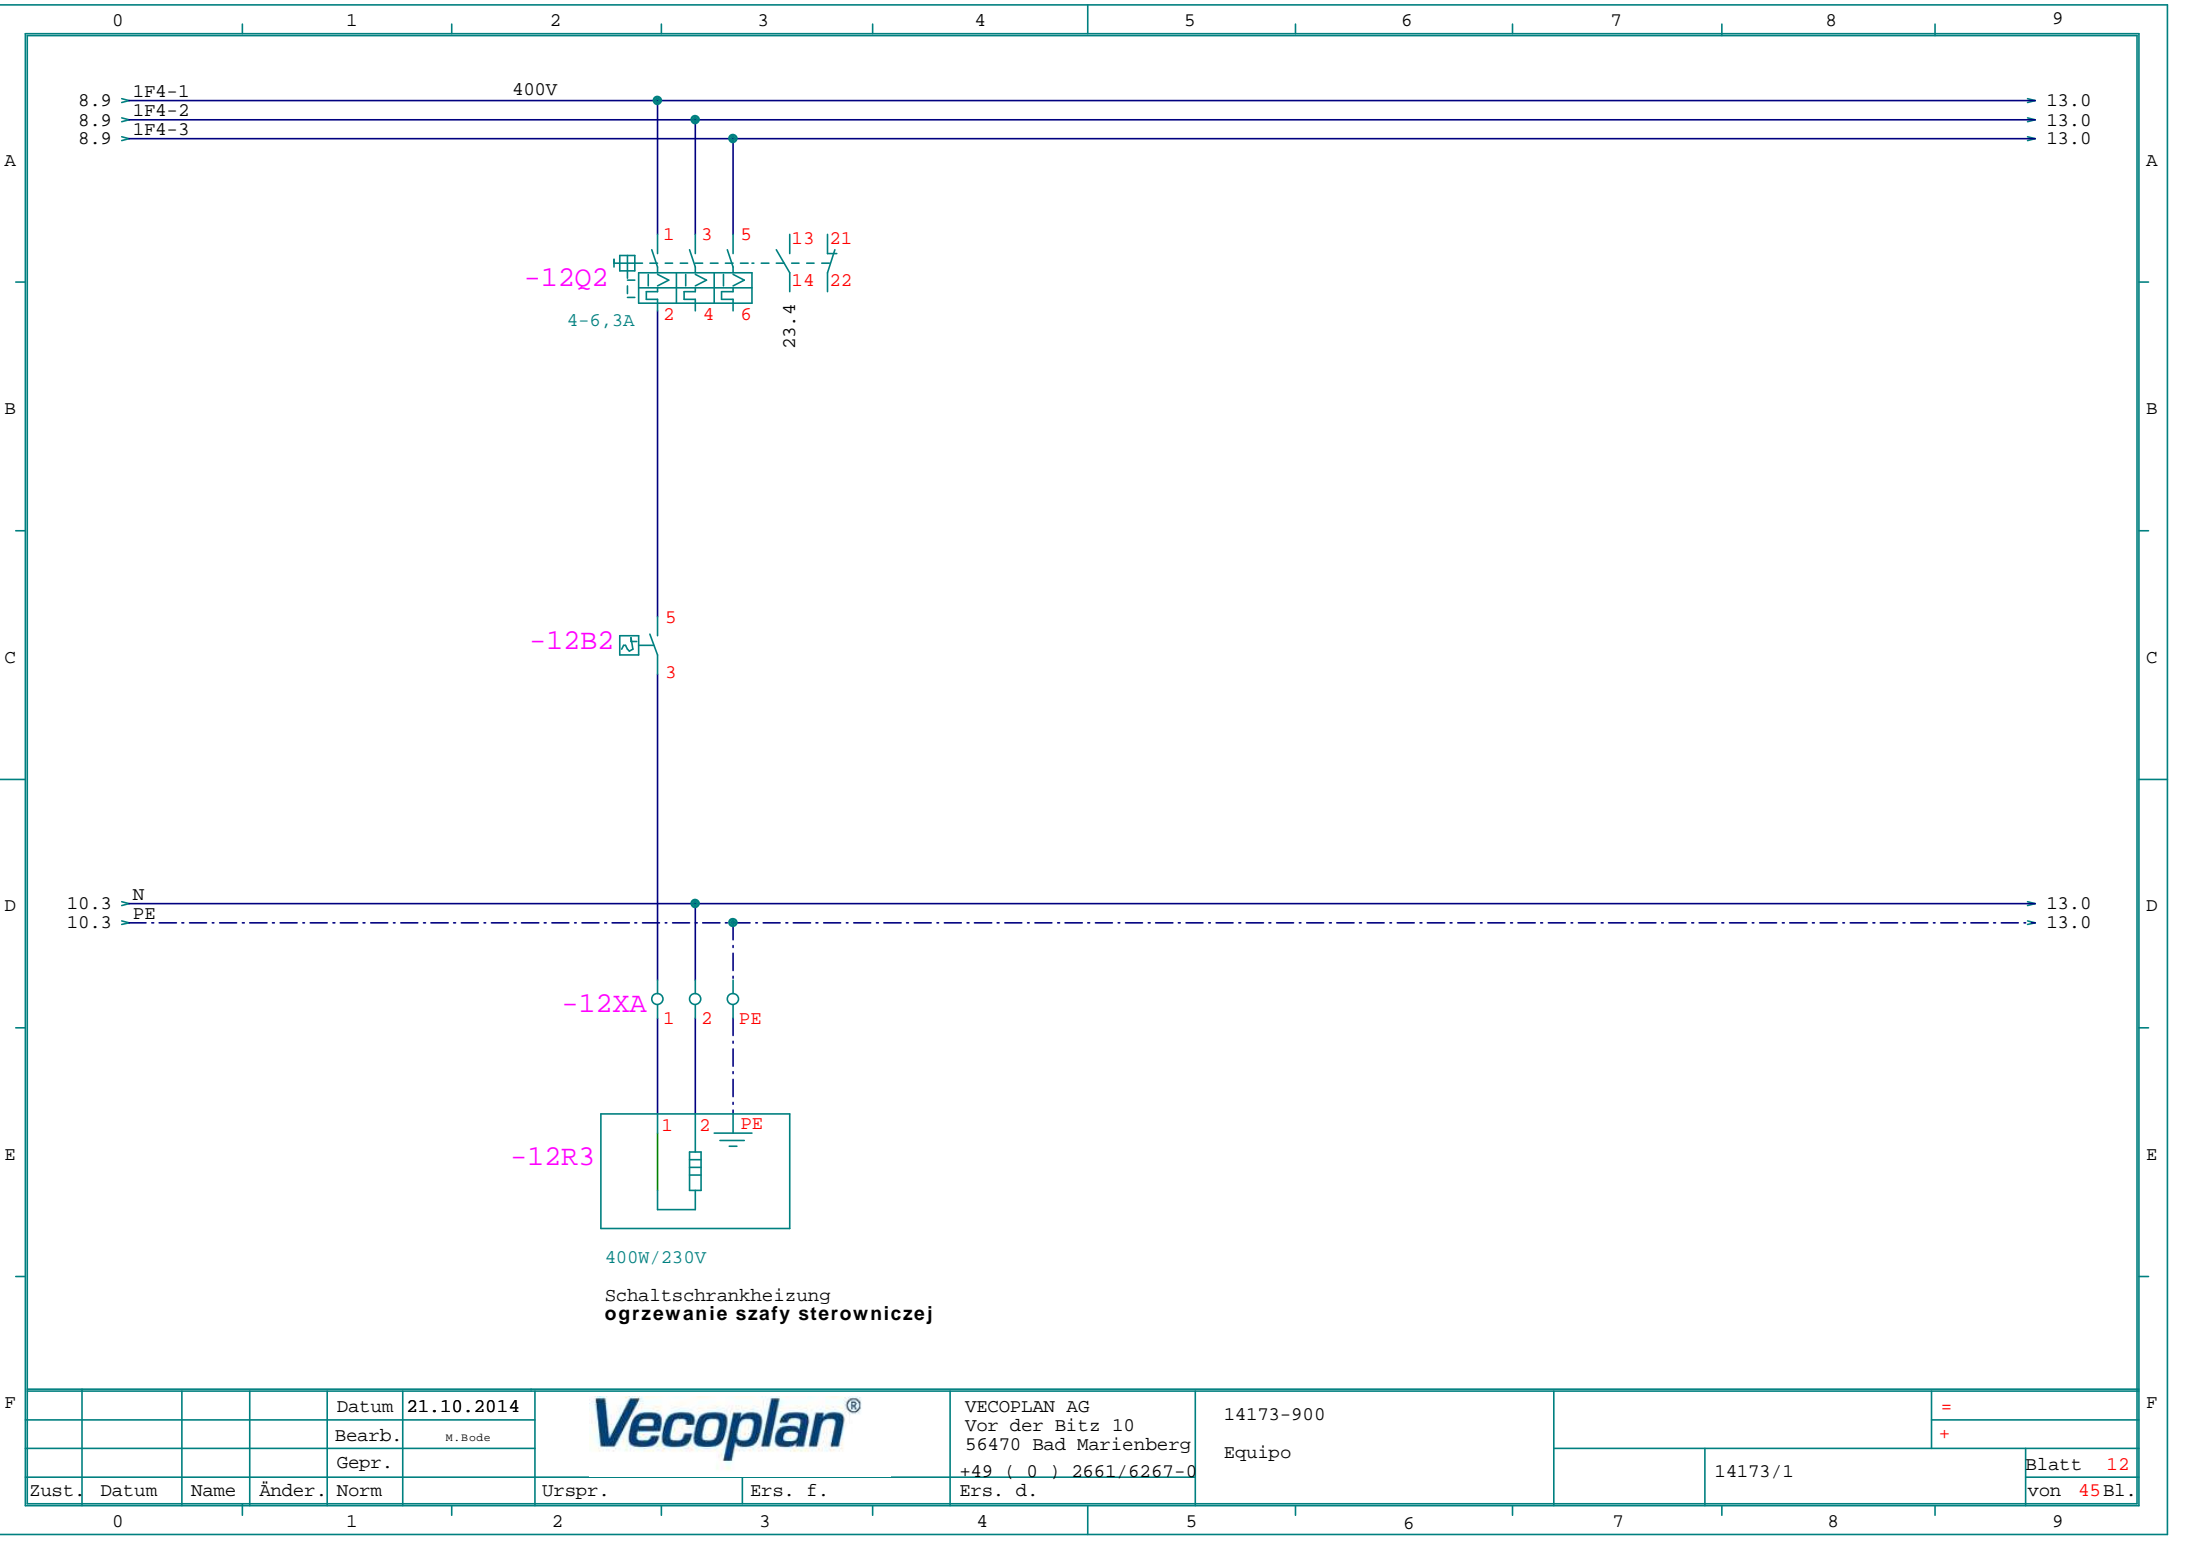 0 1 2 3 4 5 6 7 8 9
8.9 1F4-1 400V 13.0
8.9 1F4-2 13.0
8.9 1F4-3 13.0
A A
1 3 5 13 21
-12Q2 14 22
4-6,3A 2 4 6
23.4
B B
5
-12B2
3
C C
10.3 N 13.0
10.3 PE 13.0
D D
-12XA
1 2 PE
1 2 PE
-12R3
E E
400W/230V
Schaltschrankheizung
ogrzewanie szafy sterowniczej
F F
Datum 21.10.2014
Bearb. M.Bode
Gepr.
Zust. Datum Name Änder. Norm
Vecoplan®
Urspr. Ers. f. Ers. d.
VECOPLAN AG
Vor der Bitz 10
56470 Bad Marienberg
+49 ( 0 ) 2661/6267-0
14173-900
Equipo
14173/1
=
+
Blatt 12
von 45 Bl.
0 1 2 3 4 5 6 7 8 9